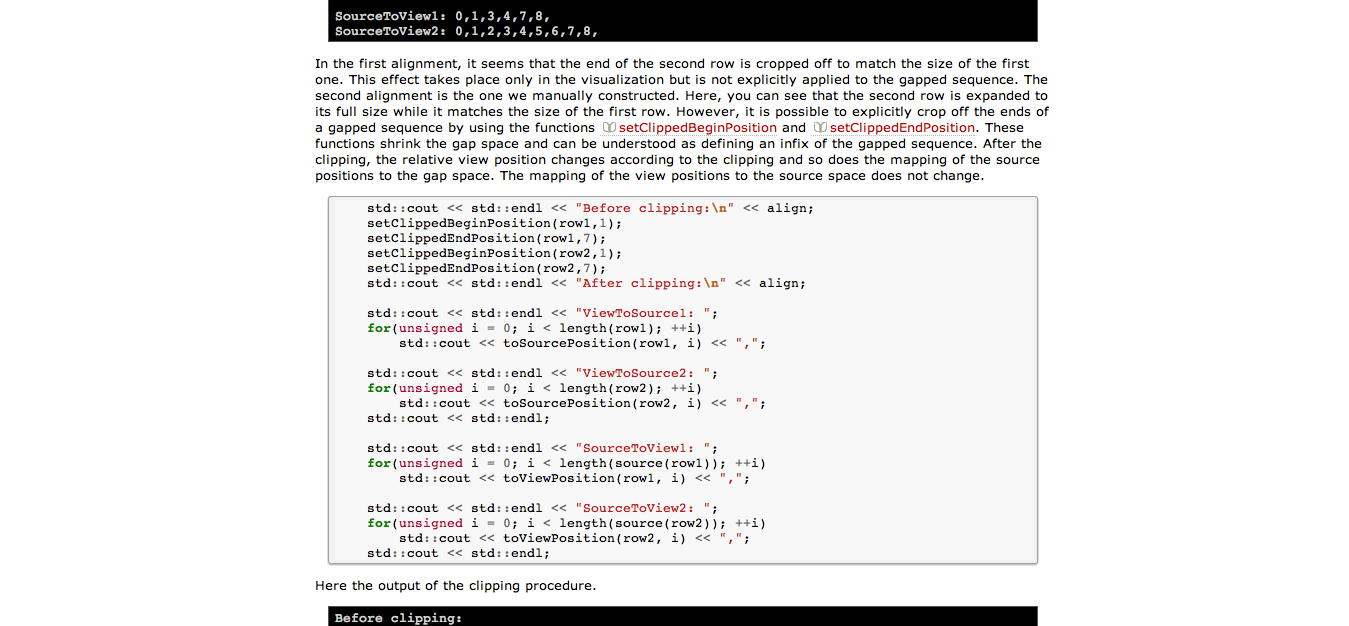 SourceToView1: 0,1,3,4,7,8,
SourceToView2: 0,1,2,3,4,5,6,7,8,
In the first alignment, it seems that the end of the second row is cropped off to match the size of the first
one. This effect takes place only in the visualization but is not explicitly applied to the gapped sequence. The
second alignment is the one we manually constructed. Here, you can see that the second row is expanded to
its full size while it matches the size of the first row. However, it is possible to explicitly crop off the ends of
a gapped sequence by using the functions setClippedBeginPosition and setClippedEndPosition. These
functions shrink the gap space and can be understood as defining an infix of the gapped sequence. After the
clipping, the relative view position changes according to the clipping and so does the mapping of the source
positions to the gap space. The mapping of the view positions to the source space does not change.
std::cout << std::endl << "Before clipping:\n" << align;
setClippedBeginPosition(row1,1);
setClippedEndPosition(row1,7);
setClippedBeginPosition(row2,1);
setClippedEndPosition(row2,7);
std::cout << std::endl << "After clipping:\n" << align;
std::cout << std::endl << "ViewToSource1: ";
for(unsigned i = 0; i < length(row1); ++i)
std::cout << toSourcePosition(row1, i) << ",";
std::cout << std::endl << "ViewToSource2: ";
for(unsigned i = 0; i < length(row2); ++i)
std::cout << toSourcePosition(row2, i) << ",";
std::cout << std::endl;
std::cout << std::endl << "SourceToView1: ";
for(unsigned i = 0; i < length(source(row1)); ++i)
std::cout << toViewPosition(row1, i) << ",";
std::cout << std::endl << "SourceToView2: ";
for(unsigned i = 0; i < length(source(row2)); ++i)
std::cout << toViewPosition(row2, i) << ",";
std::cout << std::endl;
Here the output of the clipping procedure.
Before clipping: